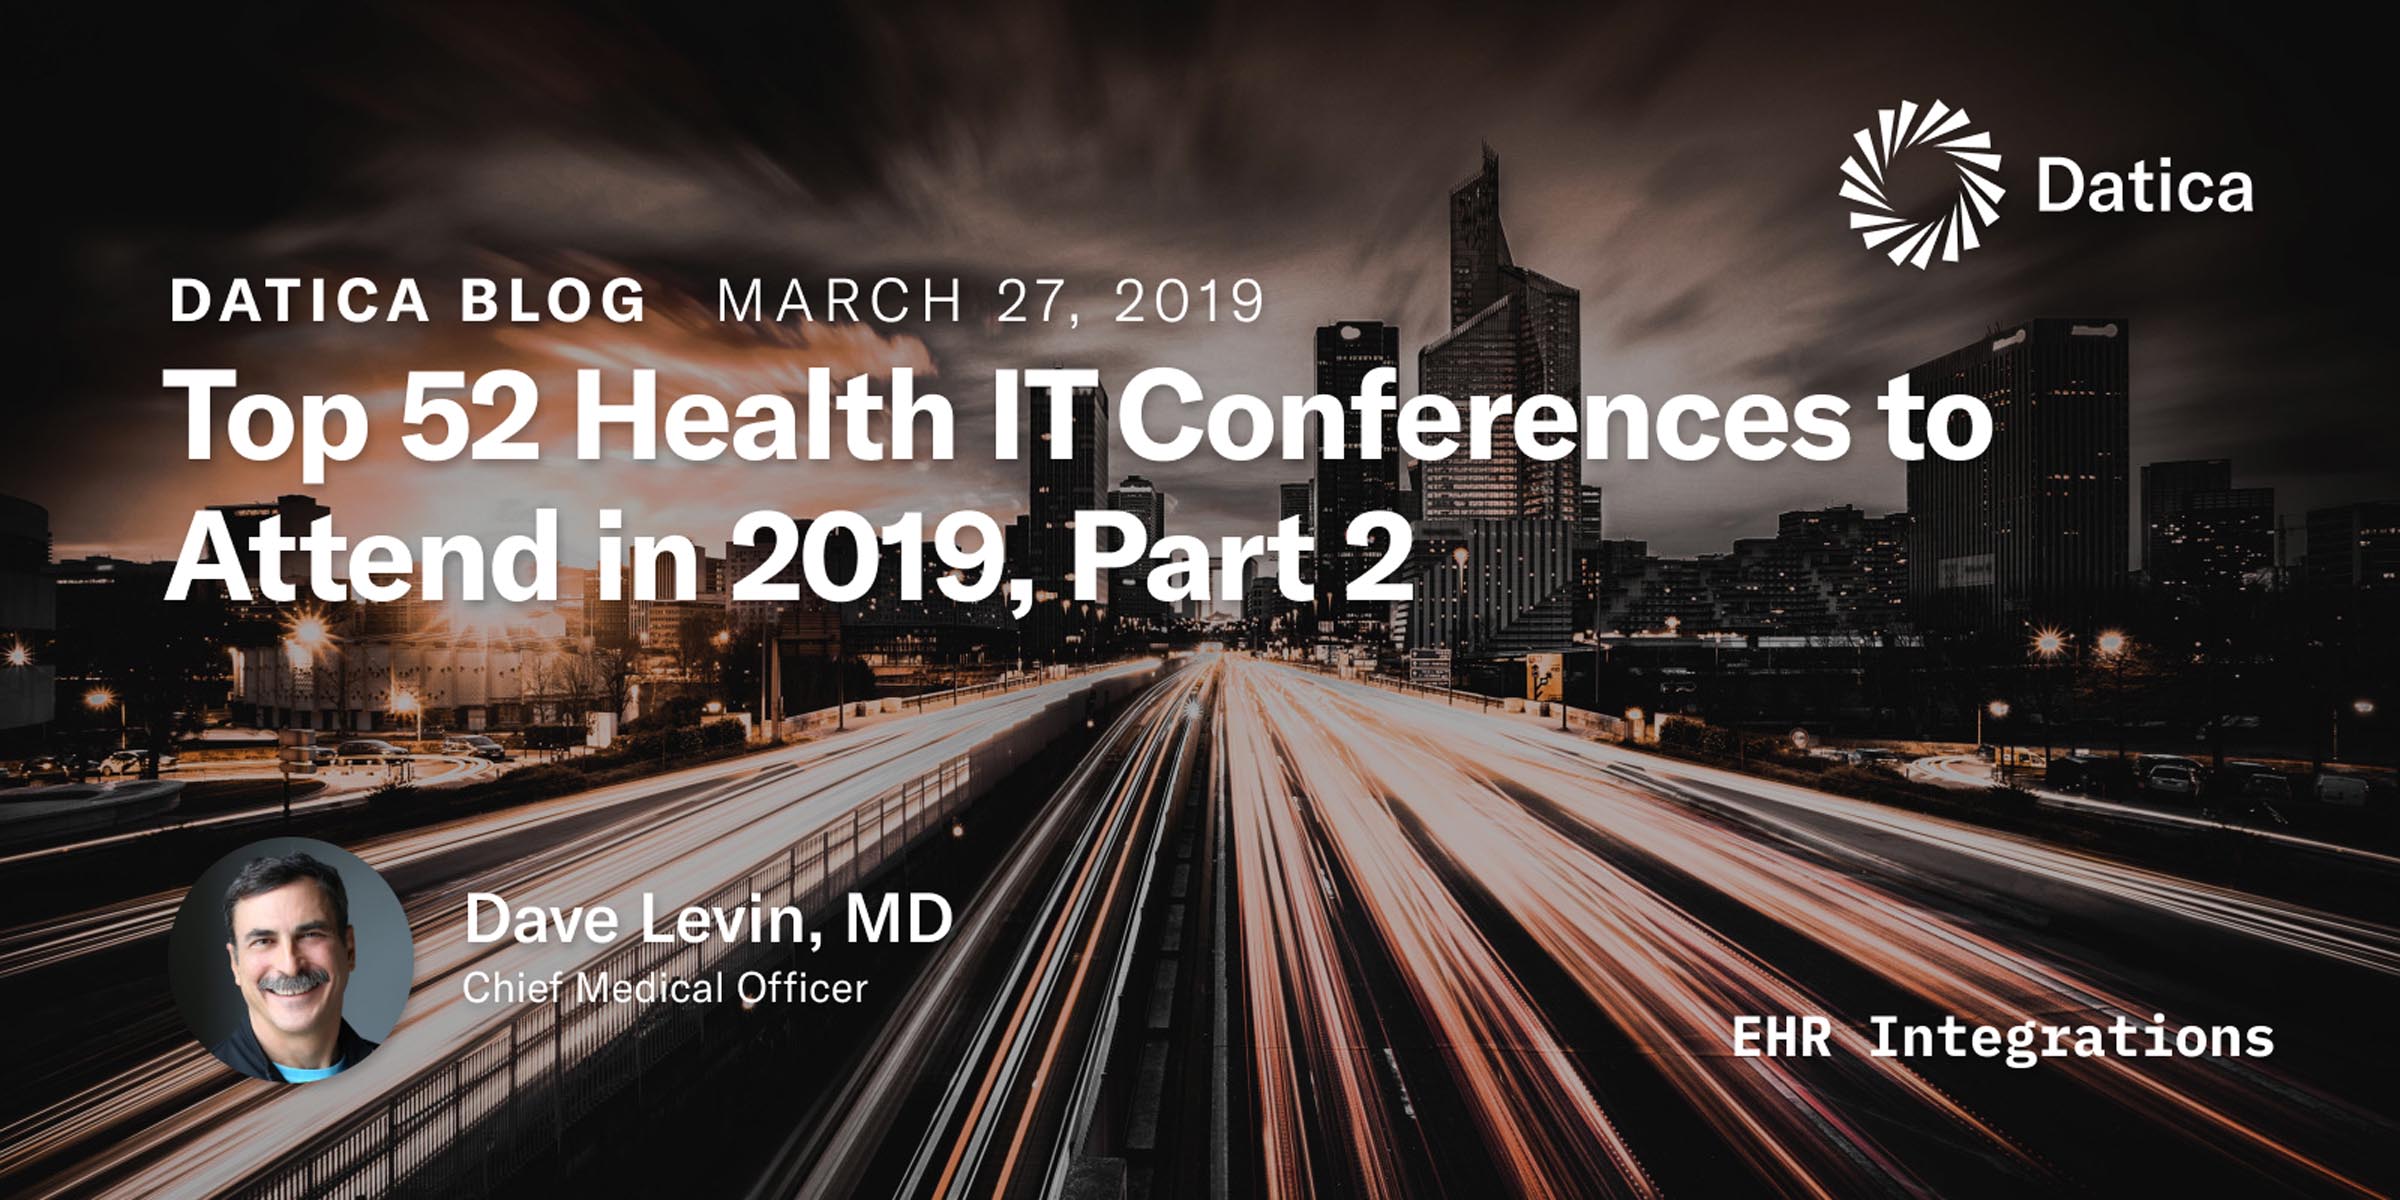 Datica
DATICA BLOG MARCH 27, 2019
Top 52 Health IT Conferences to
Attend in 2019, Part 2
Dave Levin, MD
Chief Medical Officer
EHR Integrations